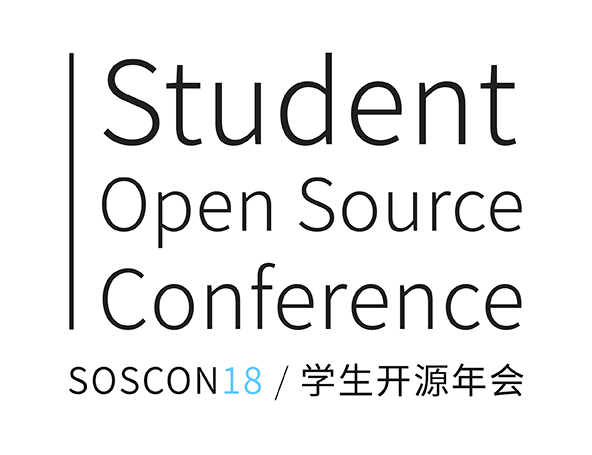 Student
Open Source
Conference
SOSCON18 / 学生开源年会